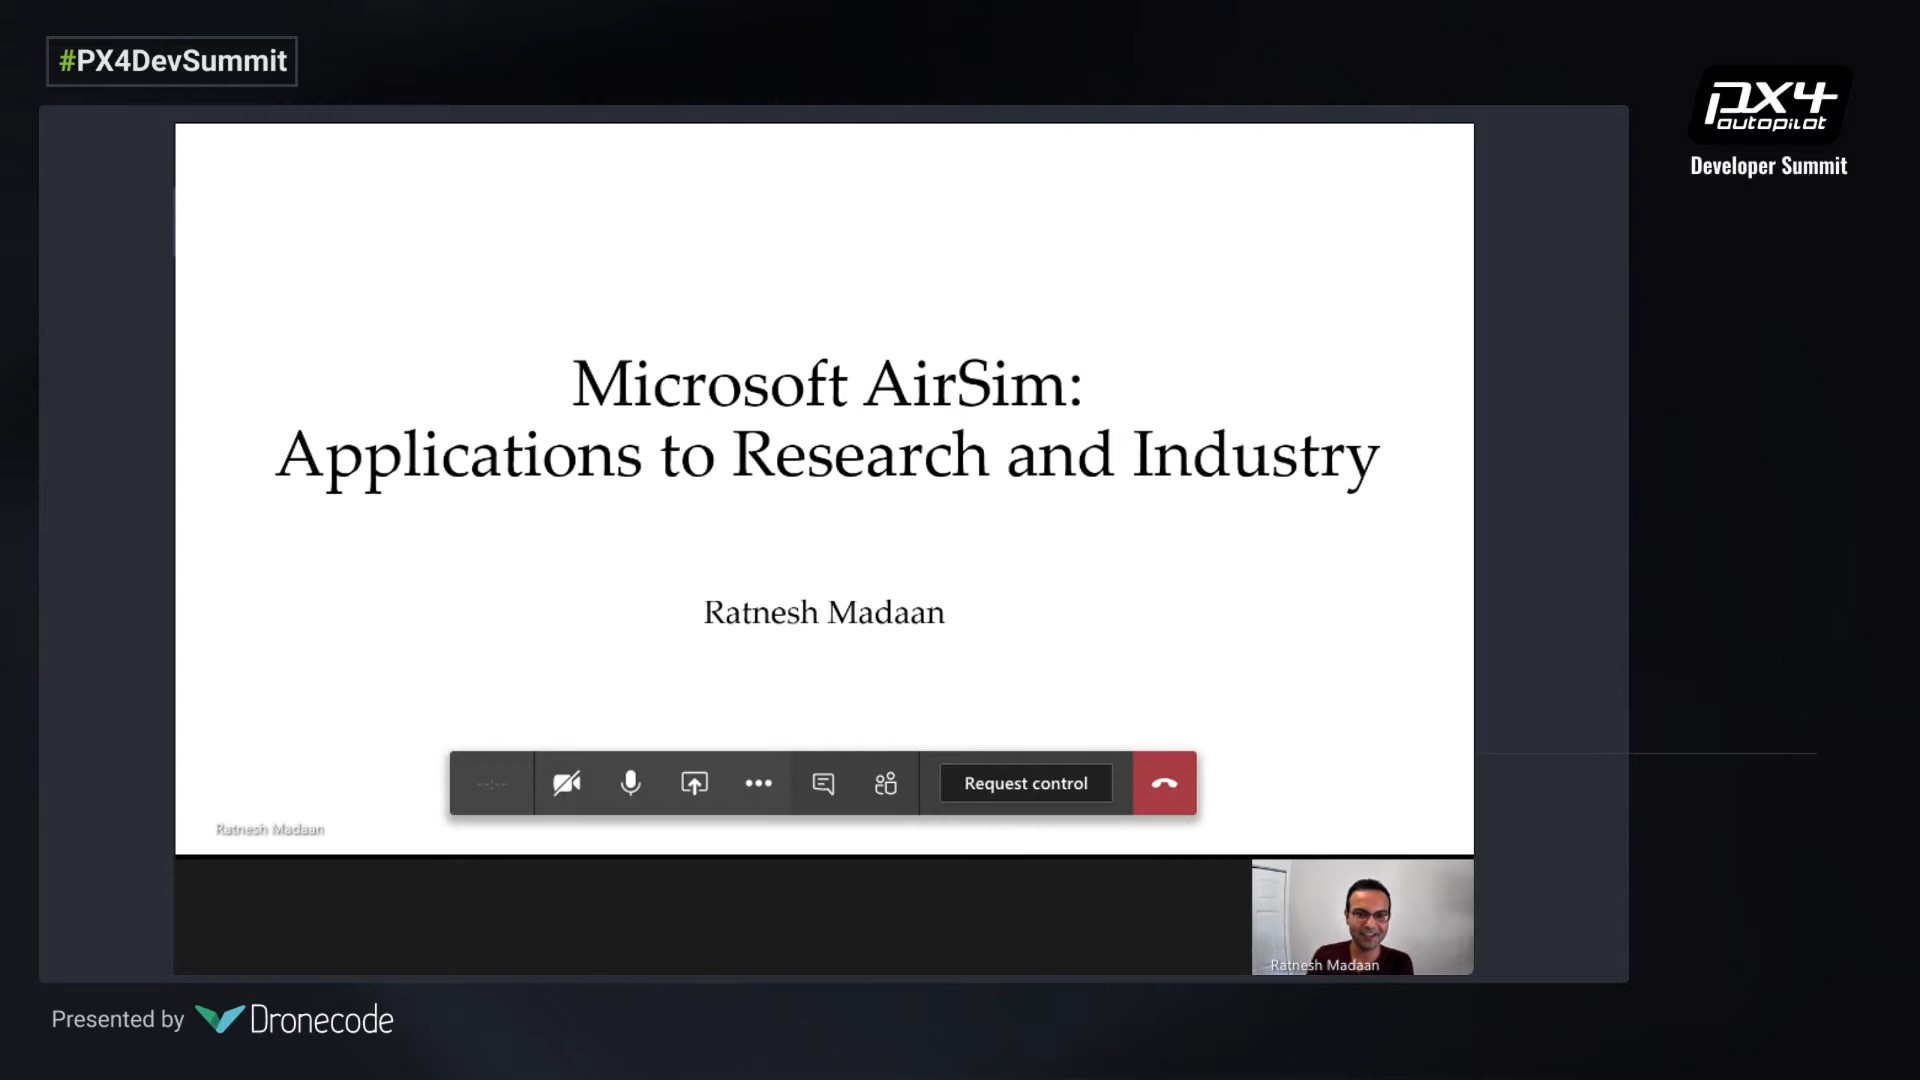 #PX4DevSummit
px4
autopilot
Developer Summit
Microsoft AirSim:
Applications to Research and Industry
Ratnesh Madaan
--:--
Request control
Ratnesh Madaan
Ratnesh Madaan
Presented by Dronecode